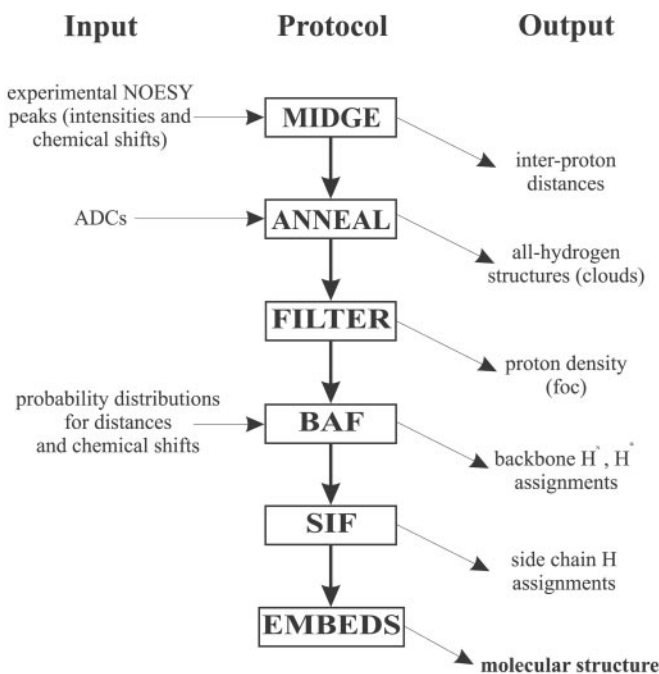 Input Protocol Output
experimental NOESY
peaks (intensities and
chemical shifts)
MIDGE
inter-proton
distances
ADCs
ANNEAL
all-hydrogen
structures (clouds)
FILTER
proton density
(foc)
probability distributions
for distances
and chemical shifts
BAF
backbone H, H
assignments
SIF
side chain H
assignments
EMBEDS
molecular structure